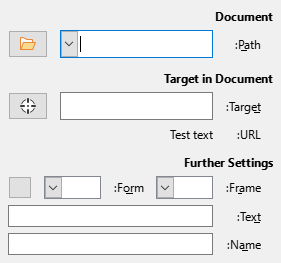 Document
Path:
Target in Document
Target:
URL: Test text
Further Settings
Frame: Form:
Text:
Name: